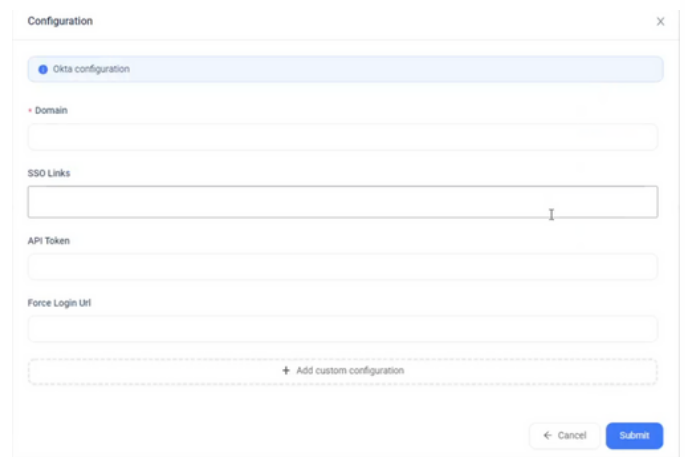 Configuration
Okta configuration
* Domain
SSO Links
API Token
Force Login Url
+ Add custom configuration
← Cancel
Submit